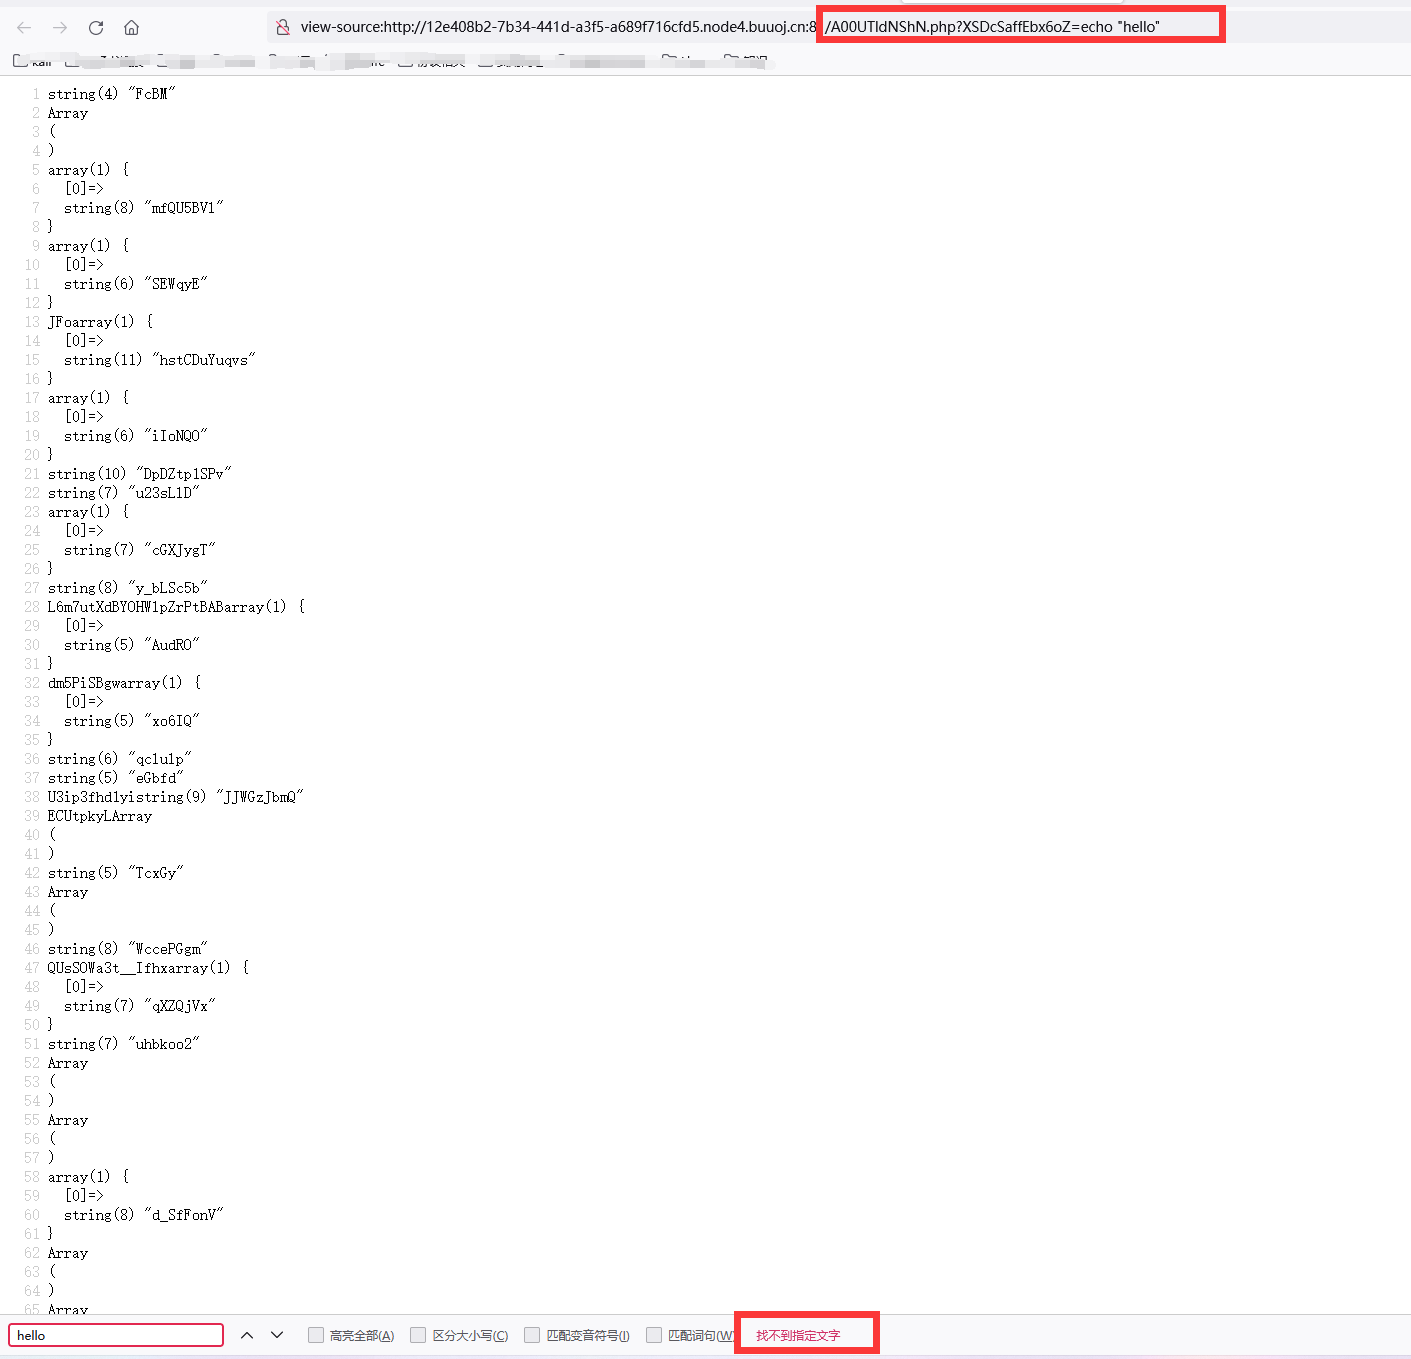 view-source:http://12e408b2-7b34-441d-a3f5-a689f716cfd5.node4.buuoj.cn:8 /A00UTldNShN.php?XSDcSaffEbx6oZ=echo "hello"
1 string(4) "FcBM"
2 Array
3 (
4 )
5 array(1) {
6 [0]=>
7 string(8) "mfQU5BV1"
8 }
9 array(1) {
10 [0]=>
11 string(6) "SEWqyE"
12 }
13 JFoarray(1) {
14 [0]=>
15 string(11) "hstCDuYuqvs"
16 }
17 array(1) {
18 [0]=>
19 string(6) "iIoNQO"
20 }
21 string(10) "DpDZtp1SPv"
22 string(7) "u23sL1D"
23 array(1) {
24 [0]=>
25 string(7) "cGXJygT"
26 }
27 string(8) "y_bLSc5b"
28 L6m7utXdBYOHW1pZrPtBABarray(1) {
29 [0]=>
30 string(5) "AudRO"
31 }
32 dm5PiSBgwarray(1) {
33 [0]=>
34 string(5) "xo6IQ"
35 }
36 string(6) "qc1u1p"
37 string(5) "eGbfd"
38 U3ip3fhd1yistring(9) "JJWGzJbmQ"
39 ECUtpkyLArray
40 (
41 )
42 string(5) "TcxGy"
43 Array
44 (
45 )
46 string(8) "WccePGgm"
47 QUsSOWa3t__Ifhxarray(1) {
48 [0]=>
49 string(7) "qXZQjVx"
50 }
51 string(7) "uhbkoo2"
52 Array
53 (
54 )
55 Array
56 (
57 )
58 array(1) {
59 [0]=>
60 string(8) "d_SfFonV"
61 }
62 Array
63 (
64 )
65 Array
hello 高亮全部(A) 区分大小写(C) 匹配变音符号(I) 匹配词句(W) 找不到指定文字